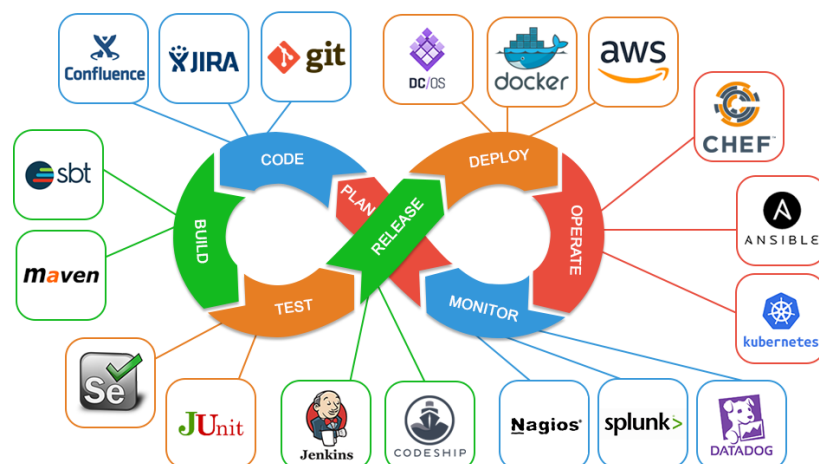 Confluence
JIRA
git
DC/OS
docker
aws
CHEF™
CODE
DEPLOY
sbt
PLAN
RELEASE
BUILD
OPERATE
ANSIBLE
maven
TEST
MONITOR
kubernetes
Se
JUnit
Jenkins
CODESHIP
Nagios®
splunk>
DATADOG